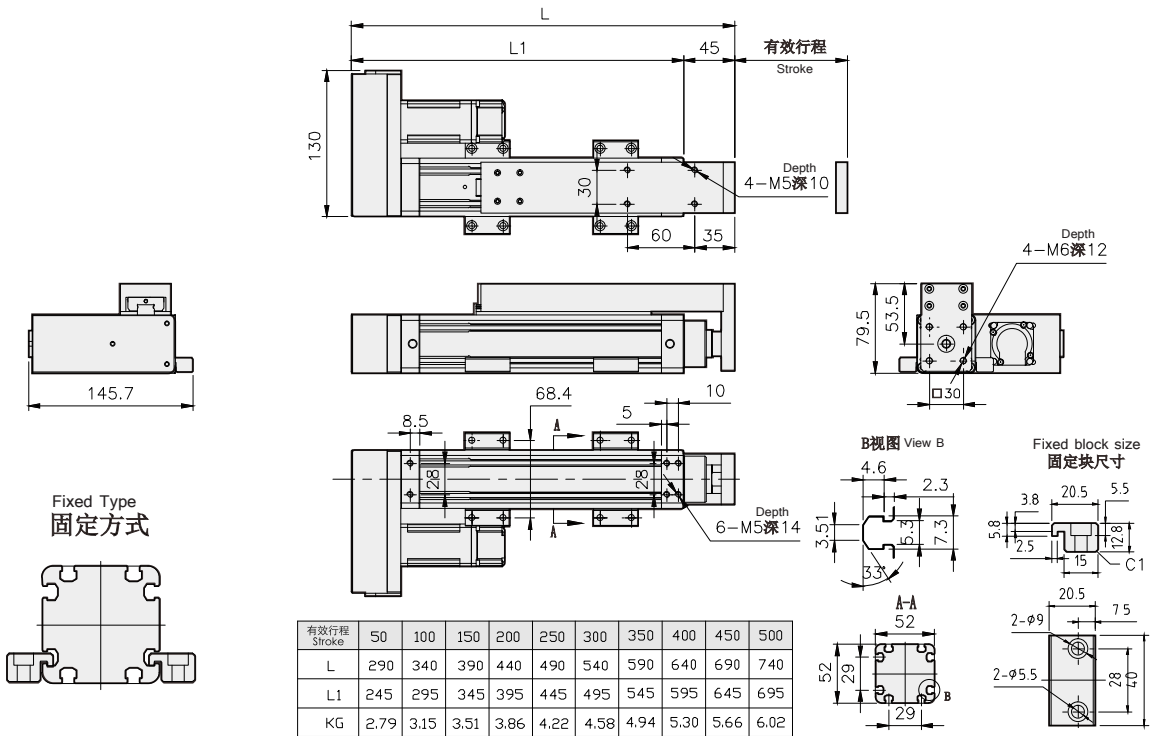 L
L1
45
有效行程
Stroke
130
30
Depth
4-M5深10
60
35
Depth
4-M6深12
145.7
79.5
53.5
□30
68.4
10
5
8.5
A
28
28
A
Depth
6-M5深14
B视图 View B
4.6
2.3
3.51
5.3
7.3
33°
Fixed block size
固定块尺寸
3.8
20.5
5.5
5.8
12.8
2.5
15
C1
Fixed Type
固定方式
A-A
52
52
29
29
B
20.5
7.5
2-φ9
2-φ5.5
28
40
有效行程 Stroke 50 100 150 200 250 300 350 400 450 500
L 290 340 390 440 490 540 590 640 690 740
L1 245 295 345 395 445 495 545 595 645 695
KG 2.79 3.15 3.51 3.86 4.22 4.58 4.94 5.30 5.66 6.02